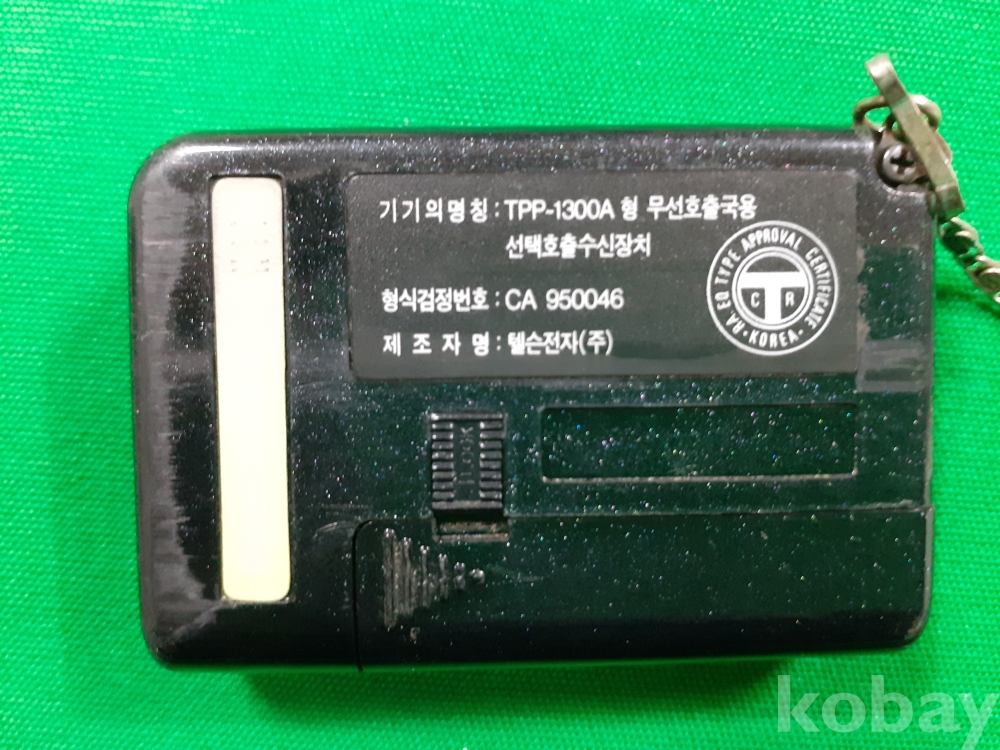 기기의명칭 : TPP-1300A 형 무선호출국용
선택호출수신장치
형식검정번호 : CA 950046
제 조 자 명 : 텔슨전자(주)
RA. EQ TYPE APPROVAL CERTIFICATE
C T R
• KOREA •
LOCK
kobay